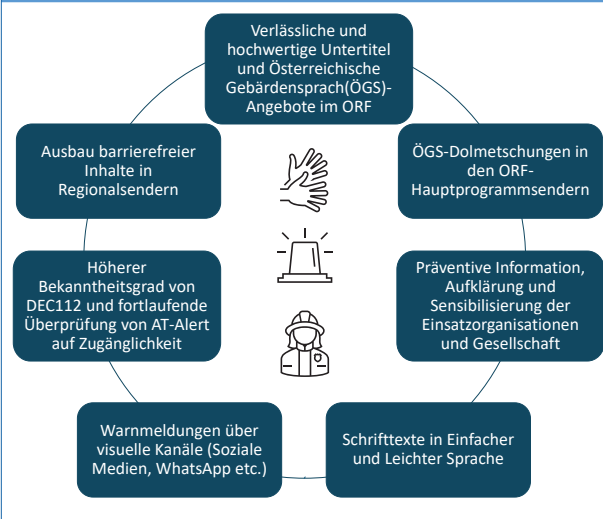 Verlässliche und
hochwertige Untertitel
und Österreichische
Gebärdensprach(ÖGS)-
Angebote im ORF
ÖGS-Dolmetschungen in
den ORF-
Hauptprogrammsendern
Präventive Information,
Aufklärung und
Sensibilisierung der
Einsatzorganisationen
und Gesellschaft
Schrifttexte in Einfacher
und Leichter Sprache
Warnmeldungen über
visuelle Kanäle (Soziale
Medien, WhatsApp etc.)
Höherer
Bekanntheitsgrad von
DEC112 und fortlaufende
Überprüfung von AT-Alert
auf Zugänglichkeit
Ausbau barrierefreier
Inhalte in
Regionalsendern